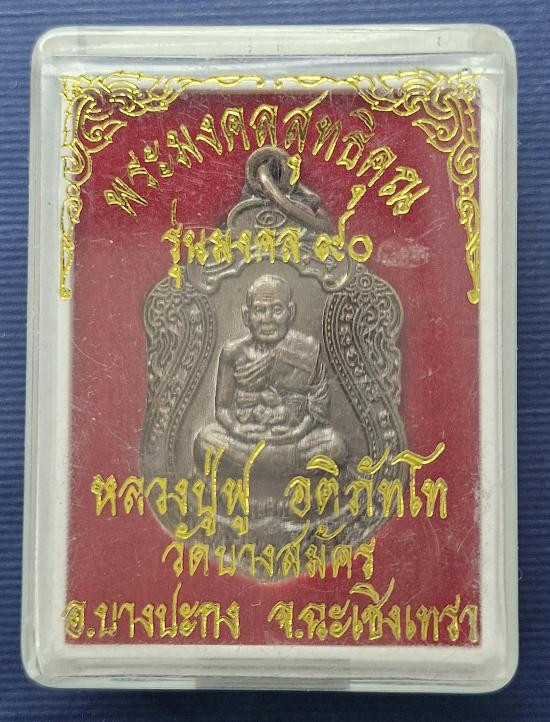 พระมงคลสุทธิคุณ
รุ่นมงคล ๙๐
หลวงปู่ฟู อติภัทโท
วัดบางสมัคร
อ.บางปะกง จ.ฉะเชิงเทรา